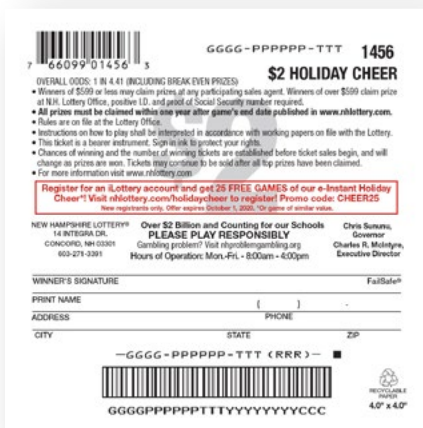 GGGG-PPPPPP-TTT 1456
7 66099 01456 3
$2 HOLIDAY CHEER
$2
OVERALL ODDS: 1 IN 4.41 (INCLUDING BREAK EVEN PRIZES)
• Winners of $599 or less may claim prizes at any participating sales agent. Winners of over $599 claim prize
at N.H. Lottery Office, positive I.D. and proof of Social Security number required.
• All prizes must be claimed within one year after game's end date published in www.nhlottery.com.
• Rules are on file at the Lottery Office.
• Instructions on how to play shall be interpreted in accordance with working papers on file with the Lottery.
• This ticket is a bearer instrument. Sign in ink to protect your rights.
• Chances of winning and the number of winning tickets are established before ticket sales begin, and will
change as prizes are won. Tickets may continue to be sold after all top prizes have been claimed.
• For more information visit www.nhlottery.com
Register for an iLottery account and get 25 FREE GAMES of our e-Instant Holiday
Cheer*! Visit nhlottery.com/holidaycheer to register! Promo code: CHEER25
New registrants only. Offer expires October 1, 2020. *Or game of similar value.
NEW HAMPSHIRE LOTTERY®
14 INTEGRA DR.
CONCORD, NH 03301
603-271-3391
Over $2 Billion and Counting for our Schools
PLEASE PLAY RESPONSIBLY
Gambling problem? Visit nhproblemgambling.org
Hours of Operation: Mon.-Fri. - 8:00am - 4:00pm
Chris Sununu,
Governor
Charles R. McIntyre,
Executive Director
WINNER'S SIGNATURE FailSafe®
PRINT NAME
( ) -
ADDRESS PHONE
CITY STATE ZIP
—GGGG-PPPPPP-TTT (RRR)—
GGGGPPPPPPTTTYYYYYYYYYCCC
RECYCLABLE
PAPER
4.0" x 4.0"